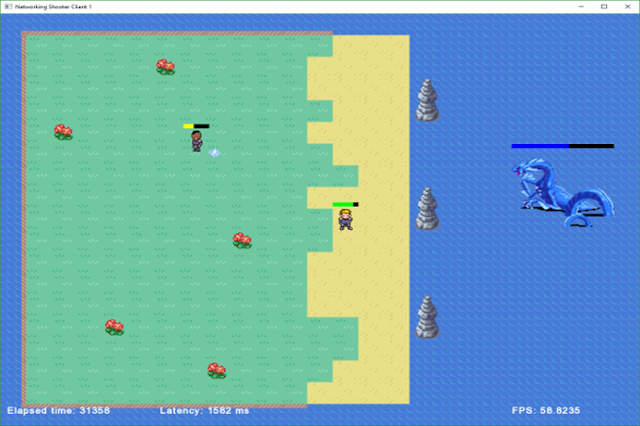 Networking Shooter Client 1
Elapsed time: 31358 Latency: 1582 ms FPS: 58.8235